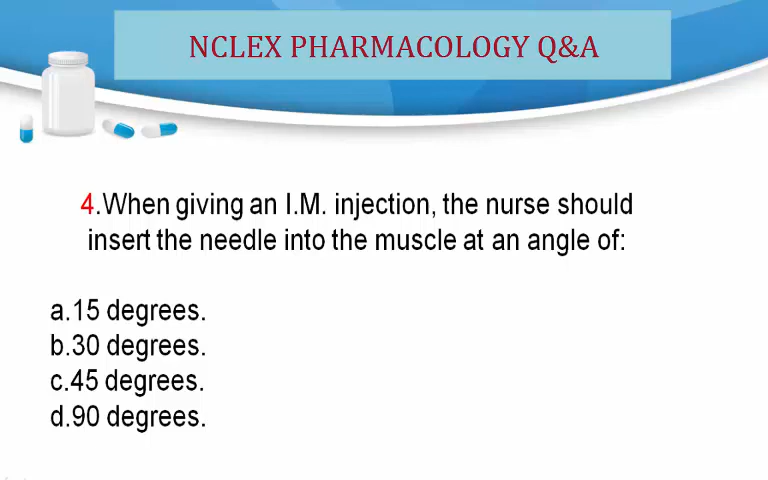 NCLEX PHARMACOLOGY Q&A
4.When giving an I.M. injection, the nurse should
insert the needle into the muscle at an angle of:
a.15 degrees.
b.30 degrees.
c.45 degrees.
d.90 degrees.